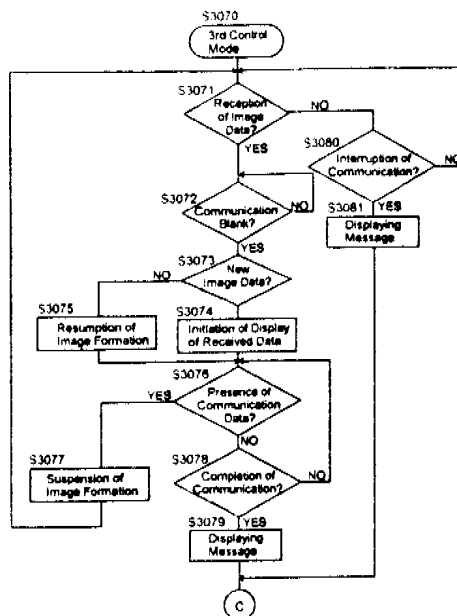 S3070
3rd Control
Mode
S3071
Reception
of Image
Data?
NO
YES
S3080
Interruption of
Communication?
NO
YES
S3081
Displaying
Message
S3072
Communication
Blank?
NO
YES
S3073
New
Image Data?
NO
YES
S3075
Resumption of
Image Formation
S3074
Initiation of Display
of Received Data
S3076
Presence of
Communication
Data?
YES
NO
S3077
Suspension of
Image Formation
S3078
Completion of
Communication?
NO
YES
S3079
Displaying
Message
C